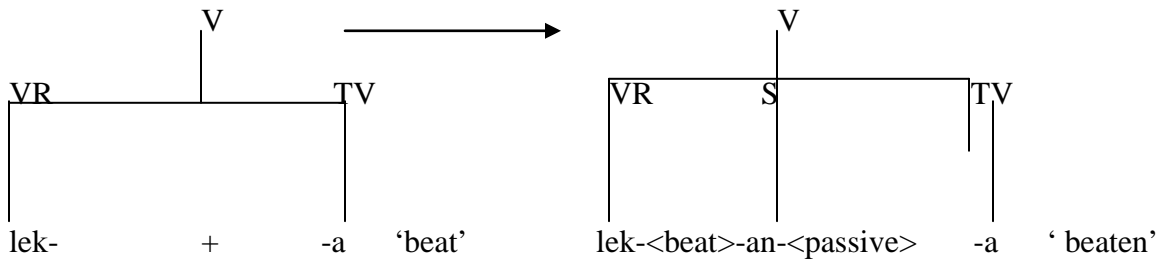 V V
VR TV VR S TV
lek- + -a ‘beat’ lek-<beat>-an-<passive> -a ‘ beaten’